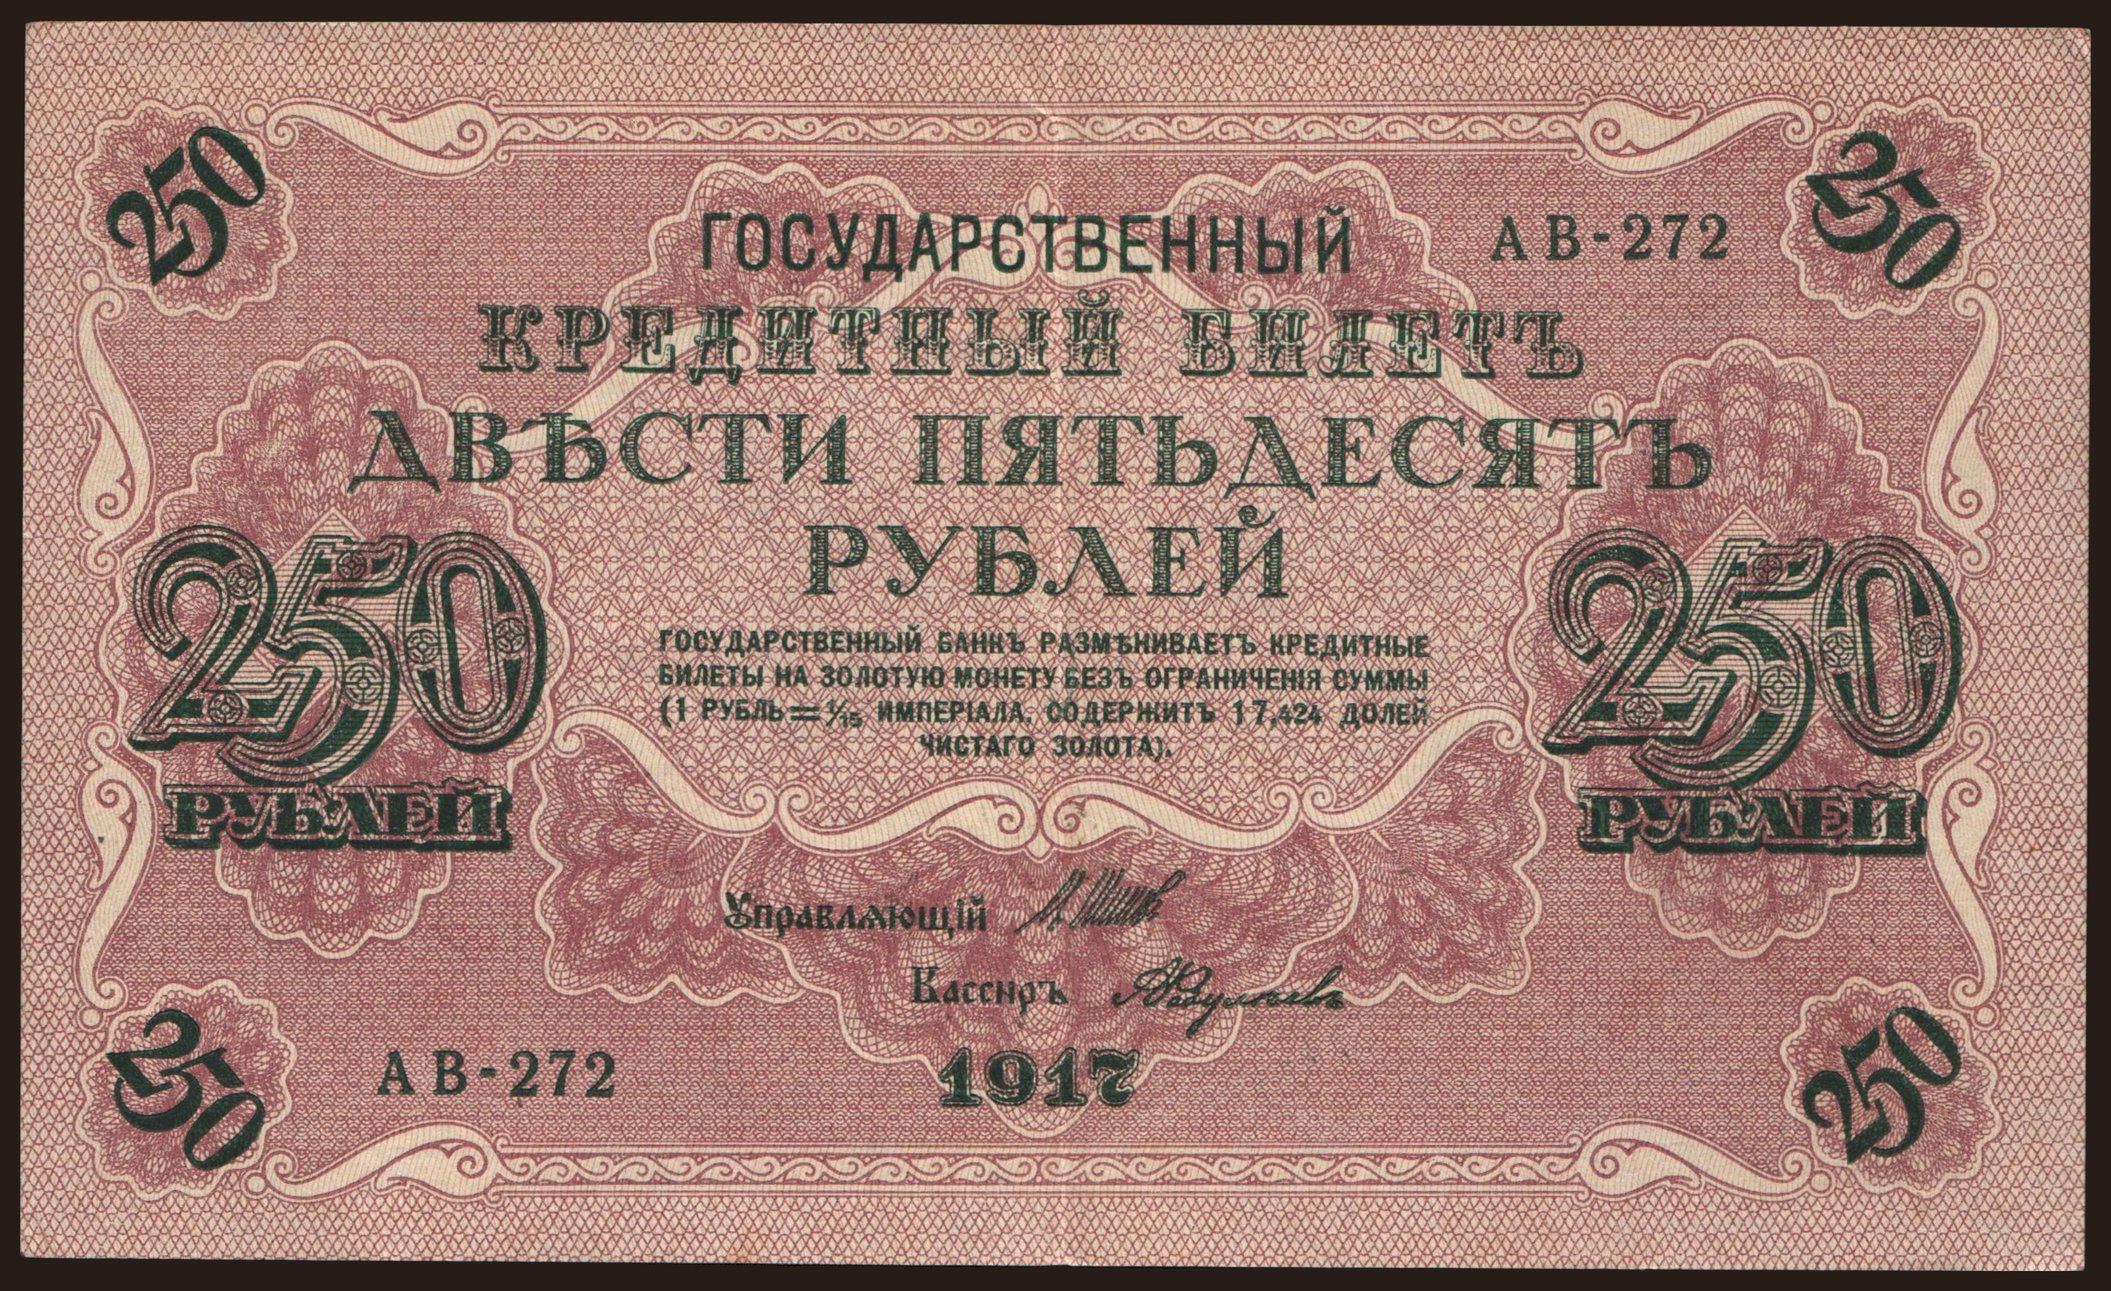 250
250
ГОСУДАРСТВЕННЫЙ
АВ-272
КРЕДИТНЫЙ БИЛЕТЪ
ДВѢСТИ ПЯТЬДЕСЯТЪ
РУБЛЕЙ
250
РУБЛЕЙ
250
РУБЛЕЙ
ГОСУДАРСТВЕННЫЙ БАНКЪ РАЗМѢНИВАЕТЪ КРЕДИТНЫЕ
БИЛЕТЫ НА ЗОЛОТУЮ МОНЕТУ БЕЗЪ ОГРАНИЧЕНІЯ СУММЫ
(1 РУБЛЬ=1/15 ИМПЕРІАЛА, СОДЕРЖИТЪ 17,424 ДОЛЕЙ
ЧИСТАГО ЗОЛОТА).
Управляющій
Кассиръ
АВ-272
1917
250
250